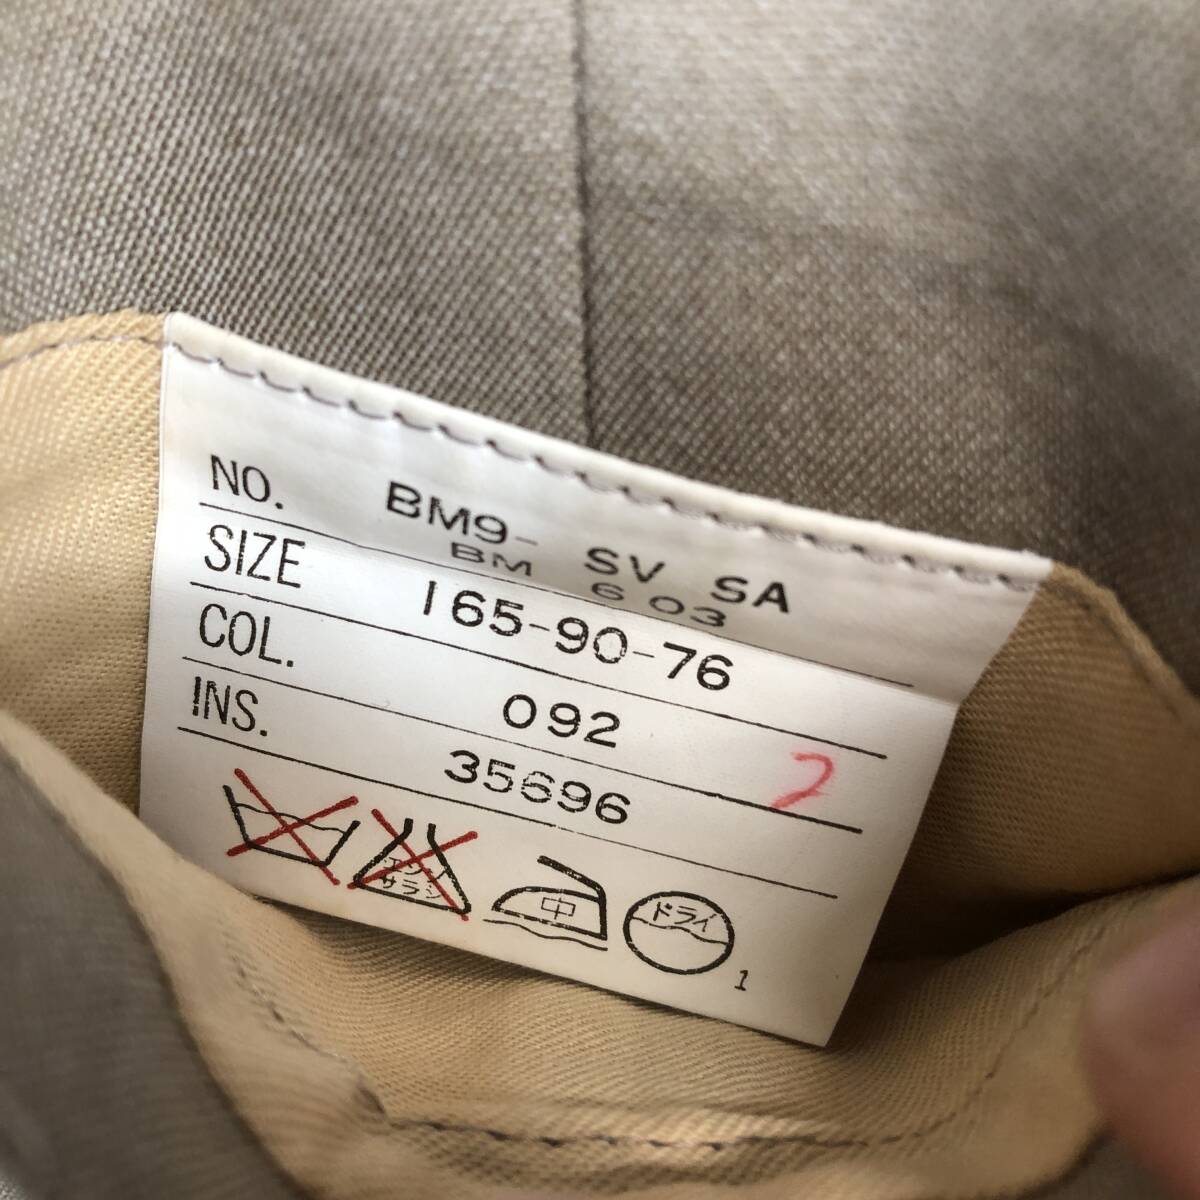 NO. BM9- SV SA
BM 603
SIZE 165-90-76
COL. 092
INS. 35696
2
エンソ
サラシ
中
ドライ
1